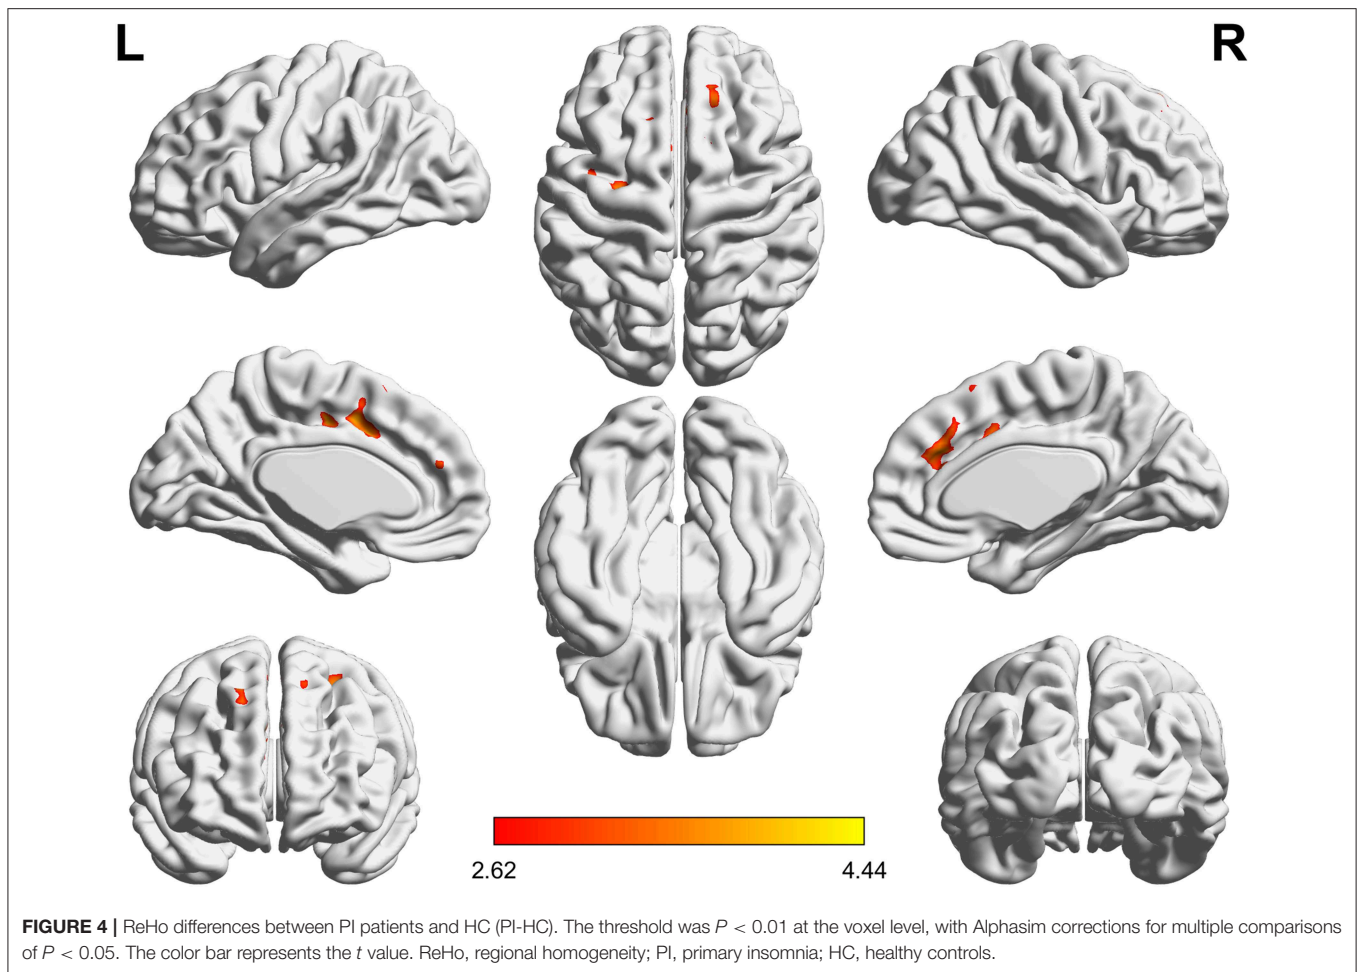 L
R
2.62
4.44
FIGURE 4 | ReHo differences between PI patients and HC (PI-HC). The threshold was P < 0.01 at the voxel level, with Alphasim corrections for multiple comparisons
of P < 0.05. The color bar represents the t value. ReHo, regional homogeneity; PI, primary insomnia; HC, healthy controls.